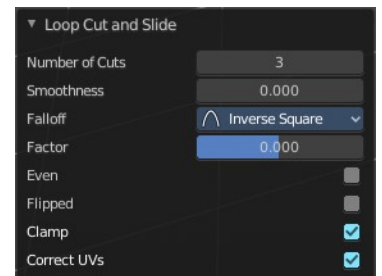 Loop Cut and Slide
Number of Cuts 3
Smoothness 0.000
Falloff Inverse Square
Factor 0.000
Even
Flipped
Clamp
Correct UVs